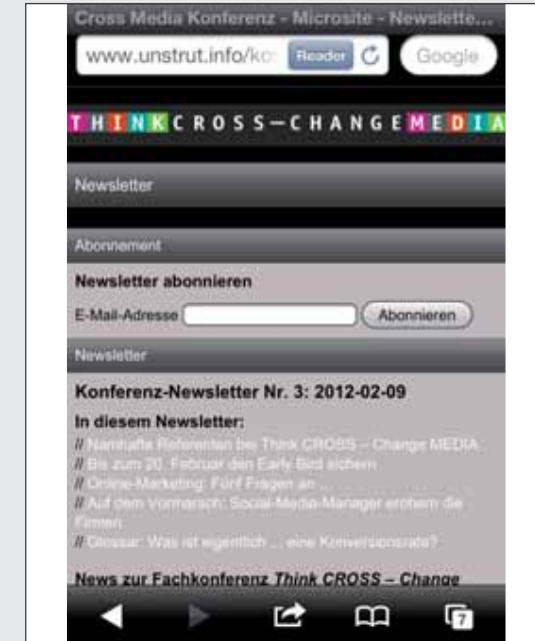 Cross Media Konferenz - Microsite - Newslette...
www.unstrut.info/ko
Reader
Google
THINKCROSS—CHANGEMEDIA
Newsletter
Abonnement
Newsletter abonnieren
E-Mail-Adresse
Abonnieren
Newsletter
Konferenz-Newsletter Nr. 3: 2012-02-09
In diesem Newsletter:
// Namhafte Referenten bei Think CROSS – Change MEDIA
// Bis zum 20. Februar den Early Bird sichern
// Online-Marketing: Fünf Fragen an ...
// Auf dem Vormarsch: Social-Media-Manager erobern die
Firmen
// Glossar: Was ist eigentlich ... eine Konversionsrate?
News zur Fachkonferenz Think CROSS – Change
7